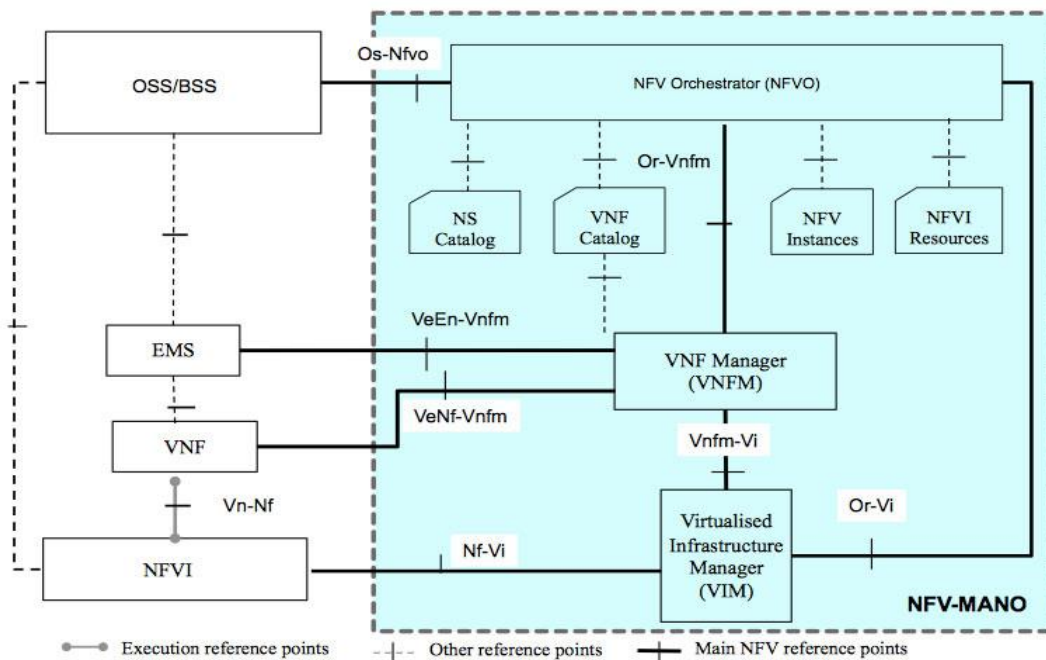 Os-Nfvo
OSS/BSS
NFV Orchestrator (NFVO)
Or-Vnfm
NS
Catalog
VNF
Catalog
NFV
Instances
NFVI
Resources
VeEn-Vnfm
EMS
VNF Manager
(VNFM)
VeNf-Vnfm
VNF
Vnfm-Vi
Vn-Nf
Or-Vi
Virtualised
Infrastructure
Manager
(VIM)
Nf-Vi
NFVI
NFV-MANO
Execution reference points
Other reference points
Main NFV reference points